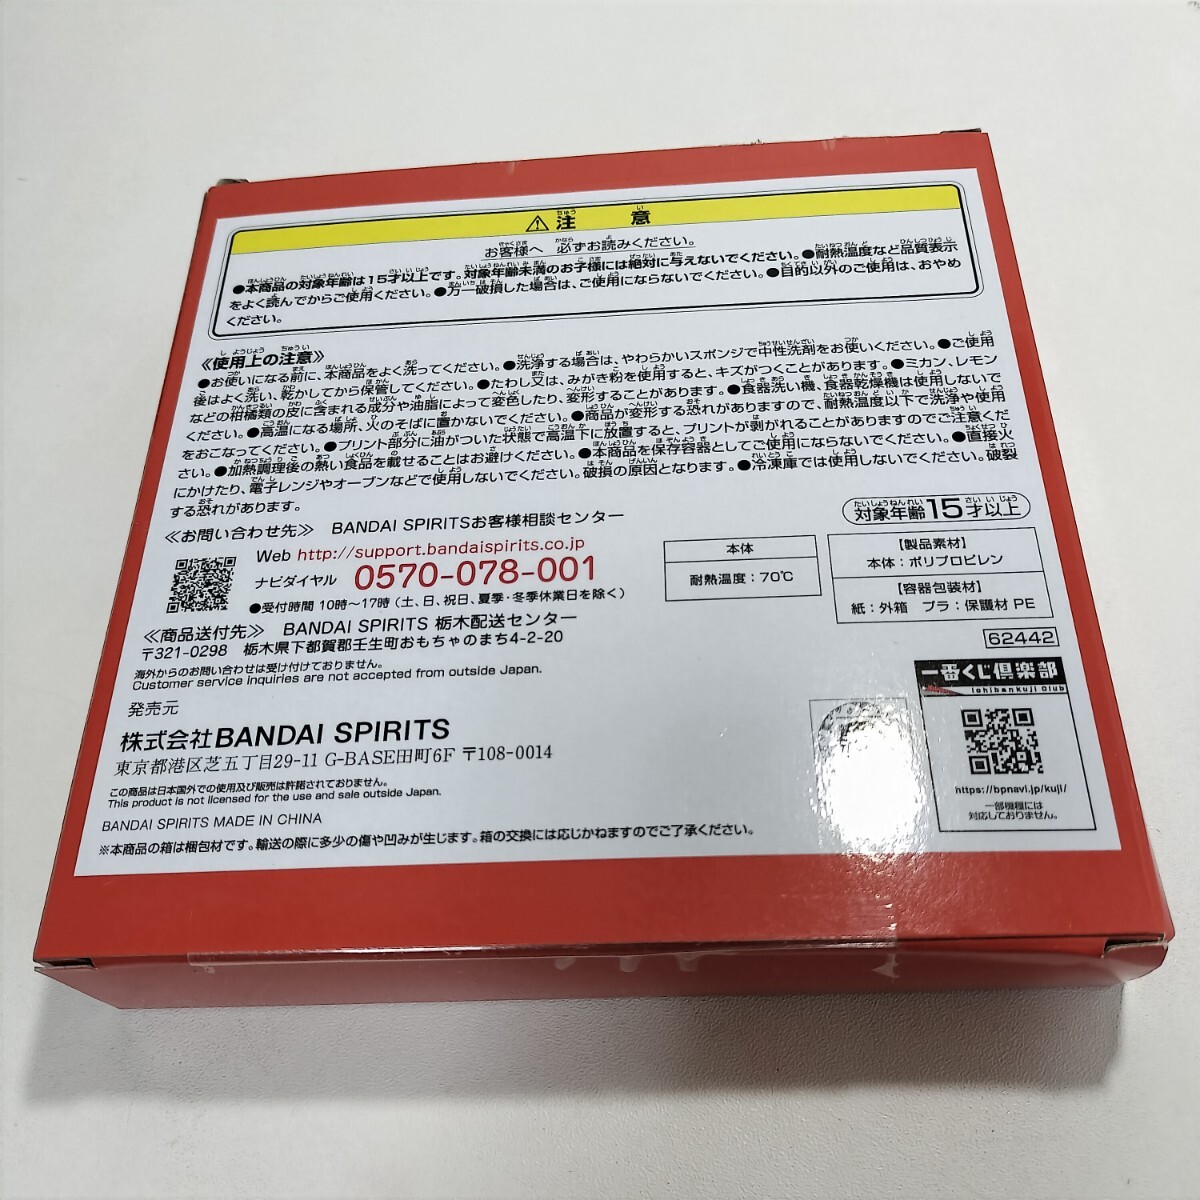 注意
お客様へ 必ずお読みください。
●本商品の対象年齢は15才以上です。対象年齢未満のお子様には絶対に与えないでください。●耐熱温度など品質表示
をよく読んでからご使用ください。●万一破損した場合は、ご使用にならないでください。●目的以外のご使用は、おやめ
ください。
《使用上の注意》
●お使いになる前に、本商品をよく洗ってください。●洗浄する場合は、やわらかいスポンジで中性洗剤をお使いください。●ご使用
後はよく洗い、乾かしてから保管してください。●たわし又は、みがき粉を使用すると、キズがつくことがあります。●ミカン、レモン
などの柑橘類の皮に含まれる成分や油脂によって変色したり、変形することがあります。●食器洗い機、食器乾燥機は使用しないで
ください。●高温になる場所、火のそばに置かないでください。●商品が変形する恐れがありますので、耐熱温度以下で洗浄や使用
をおこなってください。●プリント部分に油がついた状態で高温下に放置すると、プリントが剥がれることがありますのでご注意くだ
さい。●加熱調理後の熱い食品を載せることはお避けください。●本商品を保存容器としてご使用にならないでください。●直接火
にかけたり、電子レンジやオーブンなどで使用しないでください。破損の原因となります。●冷凍庫では使用しないでください。破裂
する恐れがあります。
対象年齢15才以上
≪お問い合わせ先≫ BANDAI SPIRITSお客様相談センター
Web http://support.bandaispirits.co.jp
ナビダイヤル 0570-078-001
●受付時間 10時～17時（土、日、祝日、夏季・冬季休業日を除く）
本体
耐熱温度：70℃
【製品素材】
本体：ポリプロピレン
【容器包装材】
紙：外箱 プラ：保護材 PE
≪商品送付先≫ BANDAI SPIRITS 栃木配送センター
〒321-0298 栃木県下都賀郡壬生町おもちゃのまち4-2-20
海外からのお問い合わせは受け付けておりません。
Customer service inquiries are not accepted from outside Japan.
62442
一番くじ倶楽部
Ichibankuji Club
https://bpnavi.jp/kuji/
一部機種には
対応しておりません。
発売元
株式会社BANDAI SPIRITS
東京都港区芝五丁目29-11 G-BASE田町6F 〒108-0014
この商品は日本国外での使用及び販売は許諾されておりません。
This product is not licensed for the use and sale outside Japan.
BANDAI SPIRITS MADE IN CHINA
※本商品の箱は梱包材です。輸送の際に多少の傷や凹みが生じます。箱の交換には応じかねますのでご了承ください。